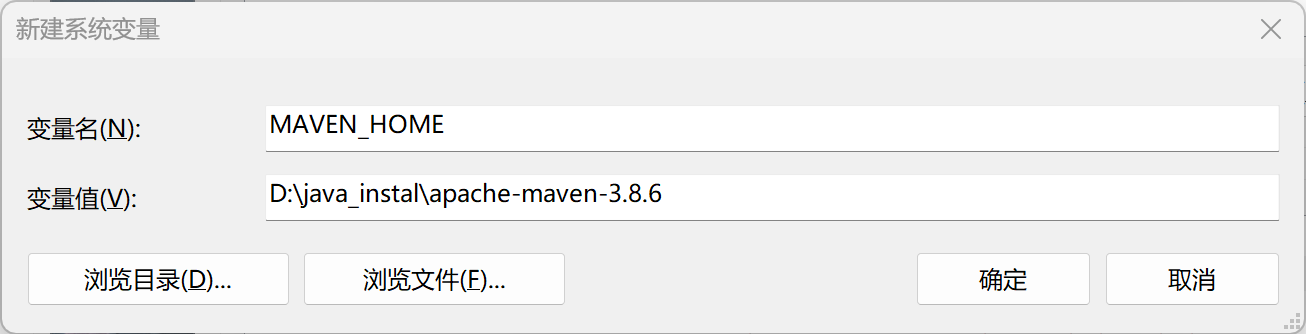 新建系统变量
变量名(N):
MAVEN_HOME
变量值(V):
D:\java_instal\apache-maven-3.8.6
浏览目录(D)...
浏览文件(F)...
确定
取消